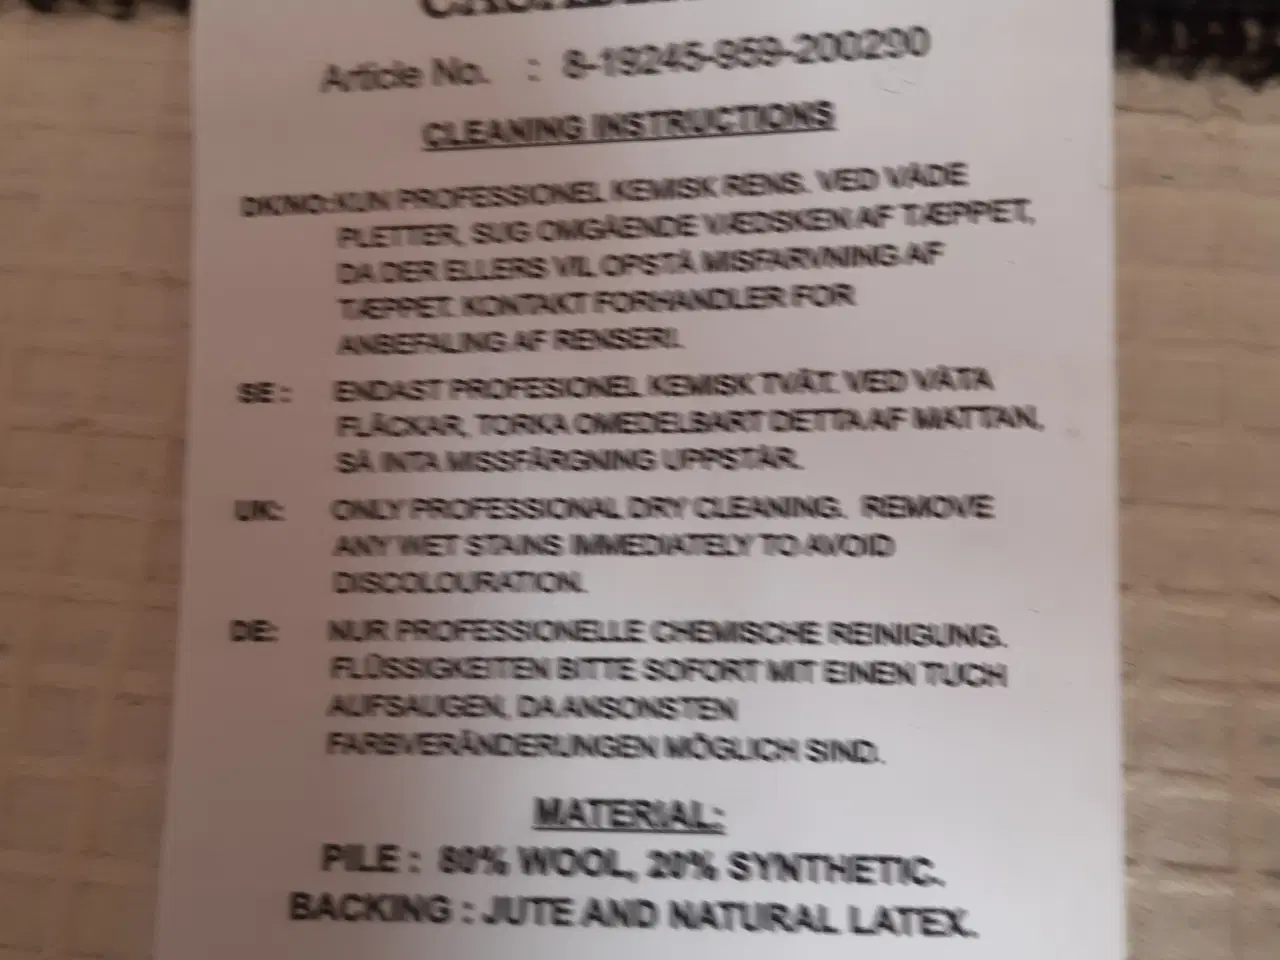 Article No. : 8-19245-959-200290
CLEANING INSTRUCTIONS
DK/NO: KUN PROFESSIONEL KEMISK RENS. VED VÅDE
PLETTER, SUG OMGÅENDE VÆDSKEN AF TÆPPET,
DA DER ELLERS VIL OPSTÅ MISFARVNING AF
TÆPPET. KONTAKT FORHANDLER FOR
ANBEFALING AF RENSERI.
SE : ENDAST PROFESIONEL KEMISK TVÄT. VED VÄTA
FLÄCKAR, TORKA OMEDELBART DETTA AF MATTAN,
SÅ INTA MISSFÄRGNING UPPSTÅR.
UK: ONLY PROFESSIONAL DRY CLEANING. REMOVE
ANY WET STAINS IMMEDIATELY TO AVOID
DISCOLOURATION.
DE: NUR PROFESSIONELLE CHEMISCHE REINIGUNG.
FLÜSSIGKEITEN BITTE SOFORT MIT EINEN TUCH
AUFSAUGEN, DA ANSONSTEN
FARBVERÄNDERUNGEN MÖGLICH SIND.
MATERIAL:
PILE : 80% WOOL, 20% SYNTHETIC.
BACKING : JUTE AND NATURAL LATEX.